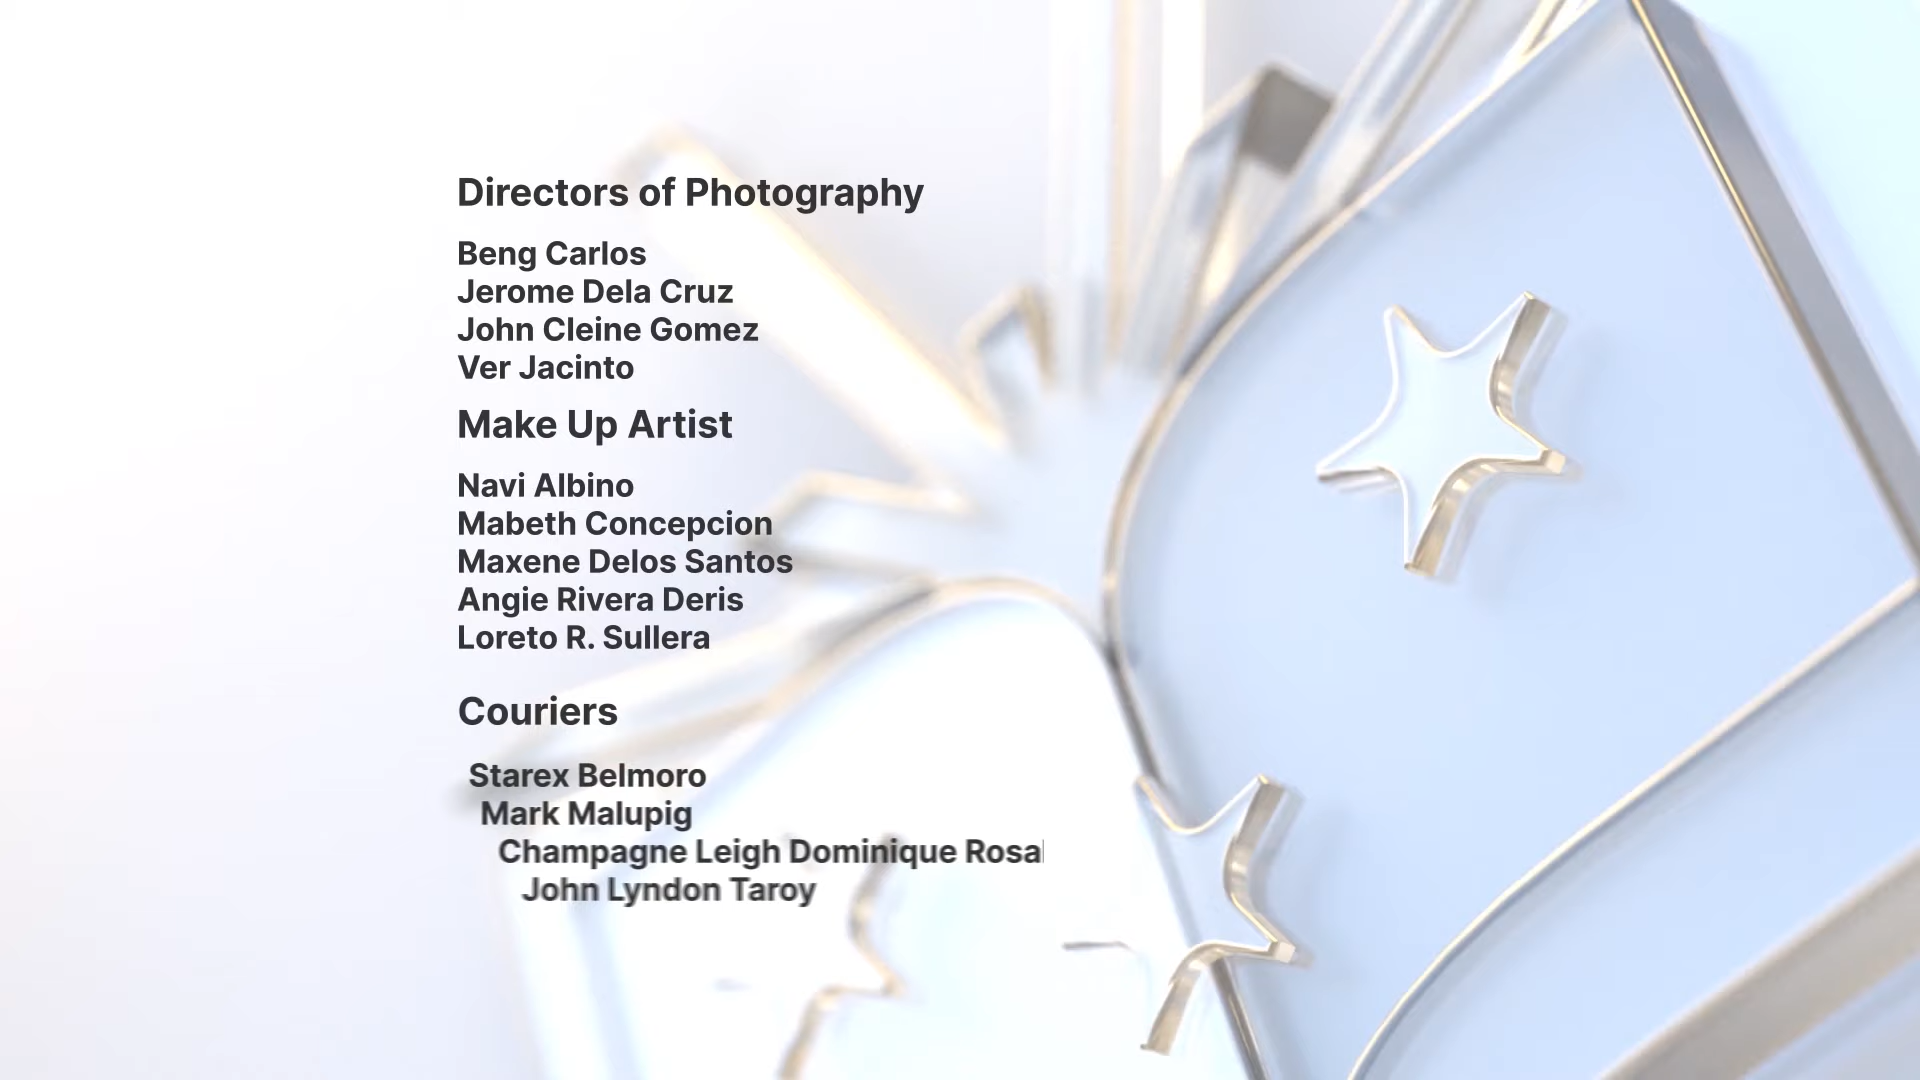 Directors of Photography
Beng Carlos
Jerome Dela Cruz
John Cleine Gomez
Ver Jacinto
Make Up Artist
Navi Albino
Mabeth Concepcion
Maxene Delos Santos
Angie Rivera Deris
Loreto R. Sullera
Couriers
Starex Belmoro
Mark Malupig
Champagne Leigh Dominique
John Lyndon Taroy